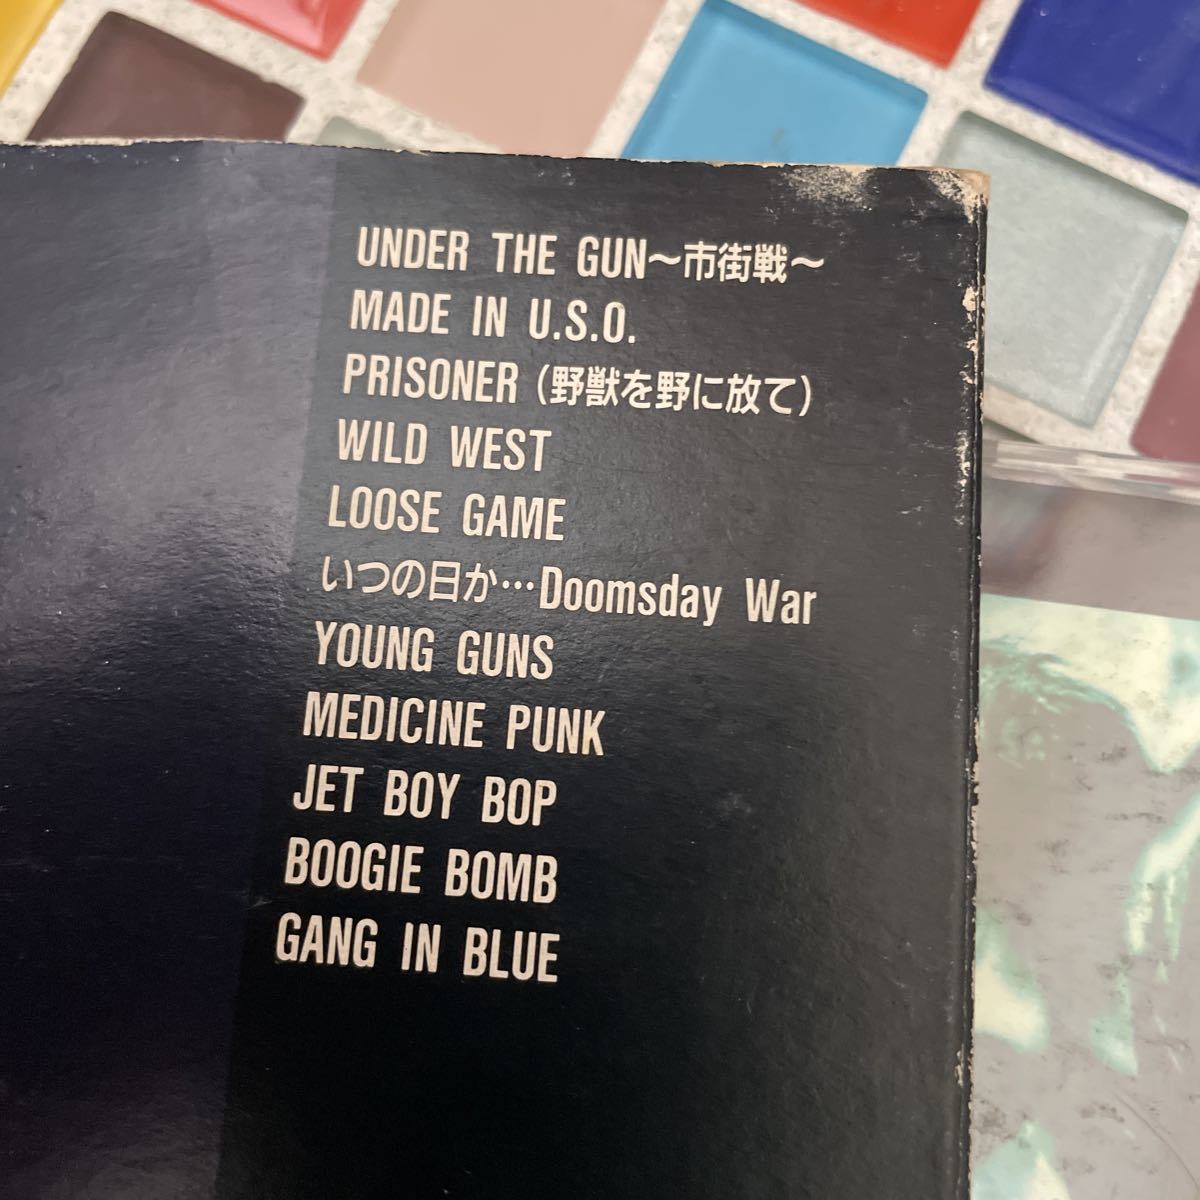 UNDER THE GUN〜市街戦〜
MADE IN U.S.O.
PRISONER (野獣を野に放て)
WILD WEST
LOOSE GAME
いつの日か…Doomsday War
YOUNG GUNS
MEDICINE PUNK
JET BOY BOP
BOOGIE BOMB
GANG IN BLUE